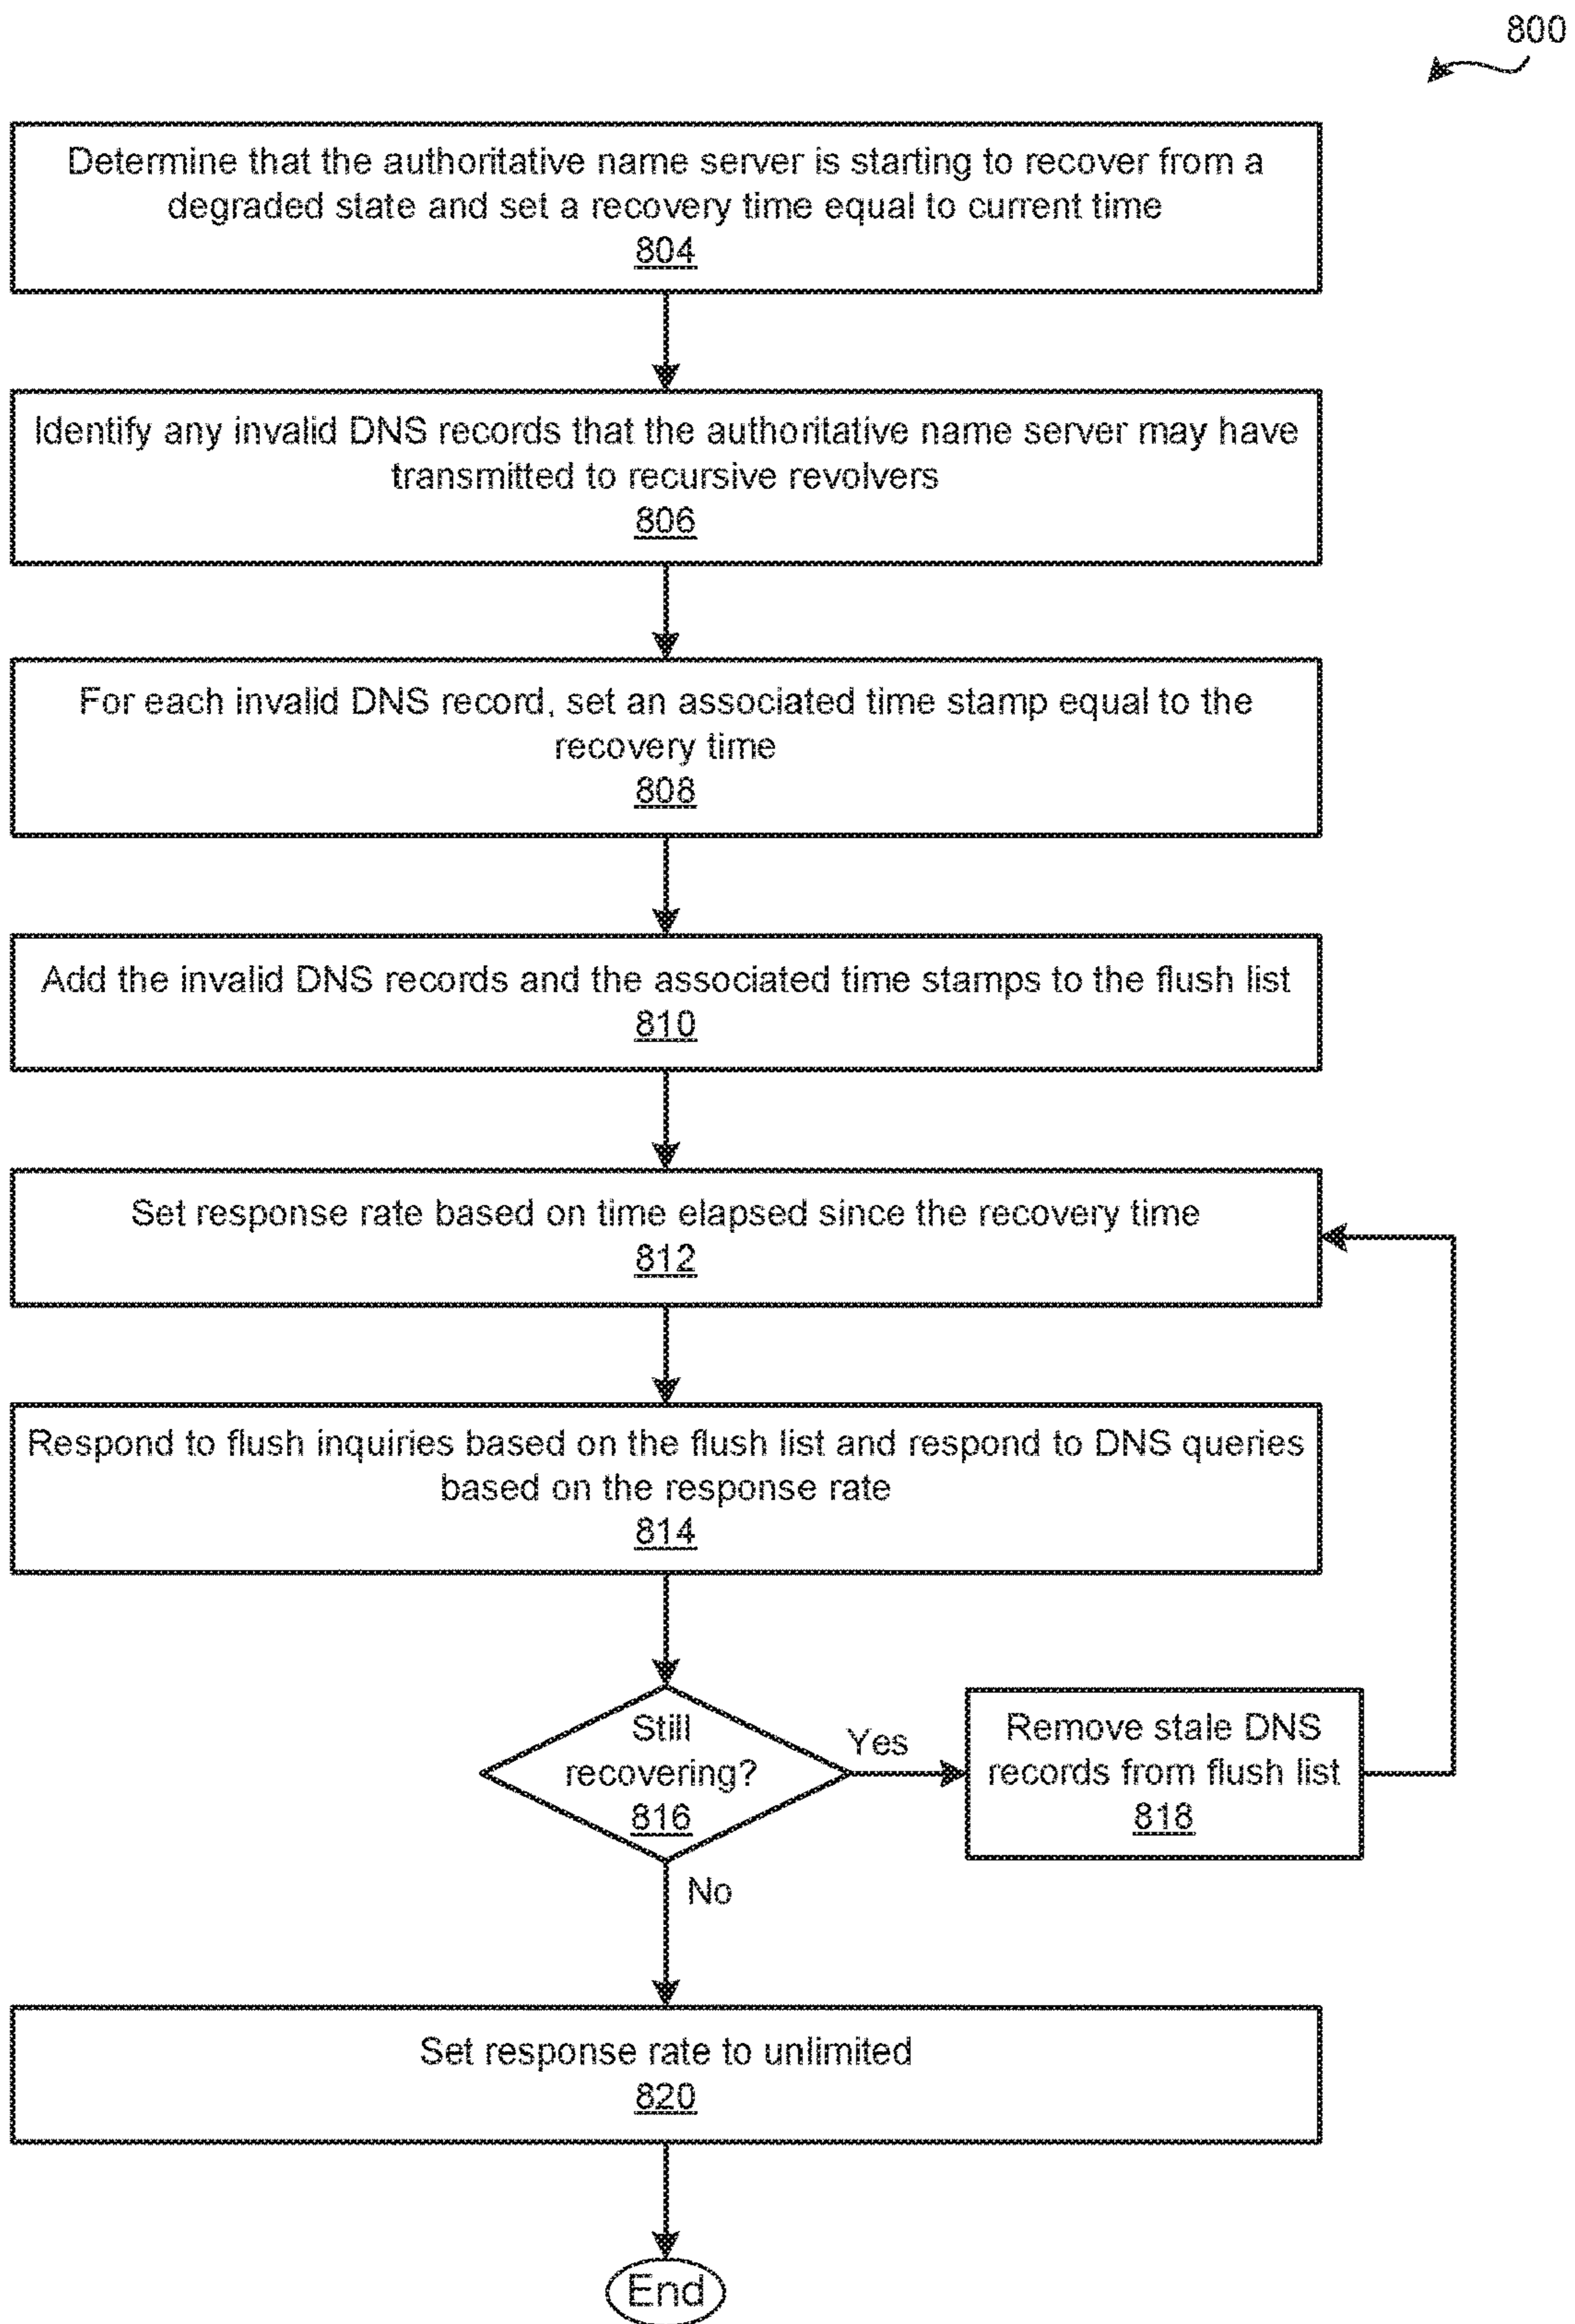 800
Determine that the authoritative name server is starting to recover from a
degraded state and set a recovery time equal to current time
804
Identify any invalid DNS records that the authoritative name server may have
transmitted to recursive revolvers
806
For each invalid DNS record, set an associated time stamp equal to the
recovery time
808
Add the invalid DNS records and the associated time stamps to the flush list
810
Set response rate based on time elapsed since the recovery time
812
Respond to flush inquiries based on the flush list and respond to DNS queries
based on the response rate
814
Still
recovering?
816
Yes
Remove stale DNS
records from flush list
818
No
Set response rate to unlimited
820
End